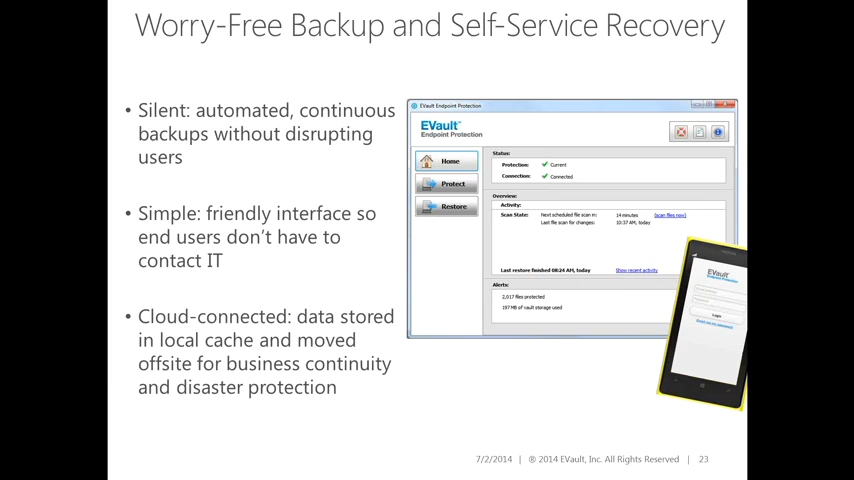 Worry-Free Backup and Self-Service Recovery
• Silent: automated, continuous
backups without disrupting
users
• Simple: friendly interface so
end users don't have to
contact IT
• Cloud-connected: data stored
in local cache and moved
offsite for business continuity
and disaster protection
EVault Endpoint Protection
EVault™
Endpoint Protection
Home
Protect
Restore
Status:
Protection: Current
Connection: Connected
Overview:
Activity:
Scan State: Next scheduled file scan in: 14 minutes (scan files now)
Last file scan for changes: 10:37 AM, today
Last restore finished 08:24 AM, today Show recent activity
Alerts:
2,017 files protected
197 MB of vault storage used
EVault
Endpoint Protection
Login
7/2/2014 | ® 2014 EVault, Inc. All Rights Reserved | 23